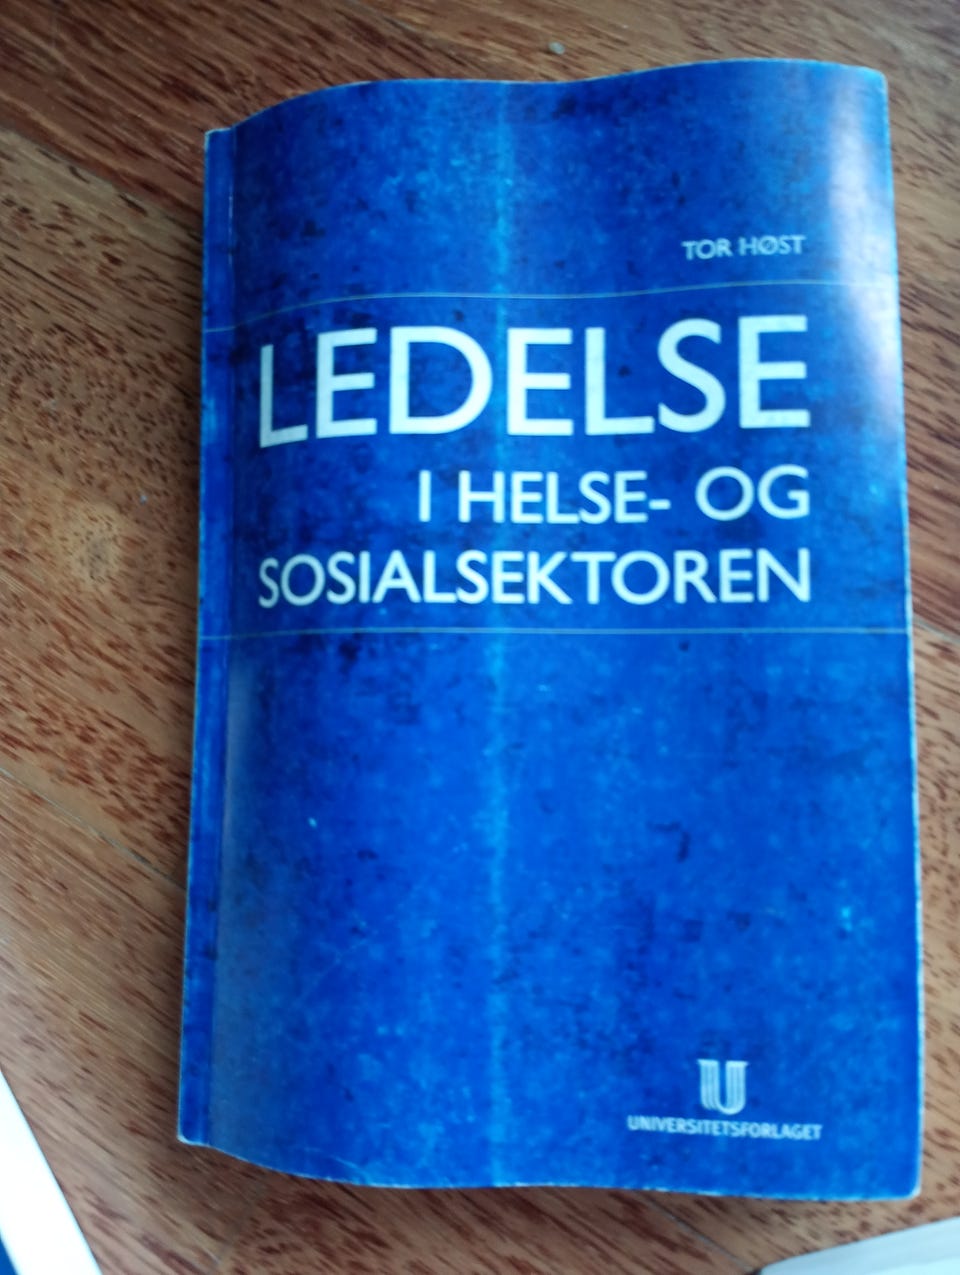 TOR HØST
LEDELSE
I HELSE- OG
SOSIALSEKTOREN
U
UNIVERSITETSFORLAGET